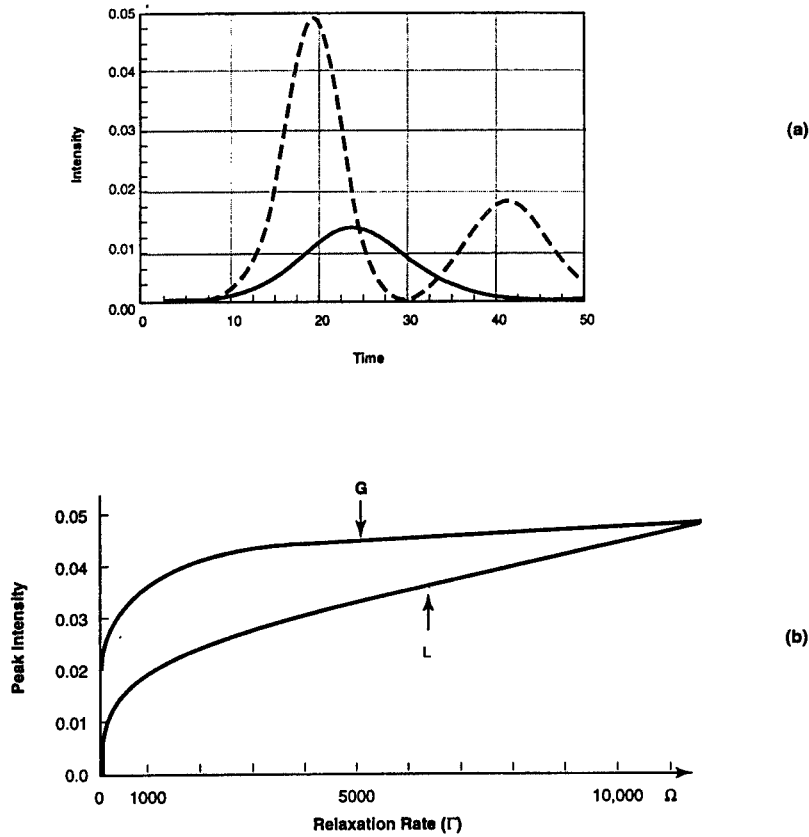 0.05
0.04
(a)
0.03
Intensity
0.02
0.01
0.00
0 10 20 30 40 50
Time
G
0.05
0.04
0.03
Peak Intensity
(b)
L
0.02
0.01
0.0
0 1000 5000 10,000 Ω
Relaxation Rate (Γ)